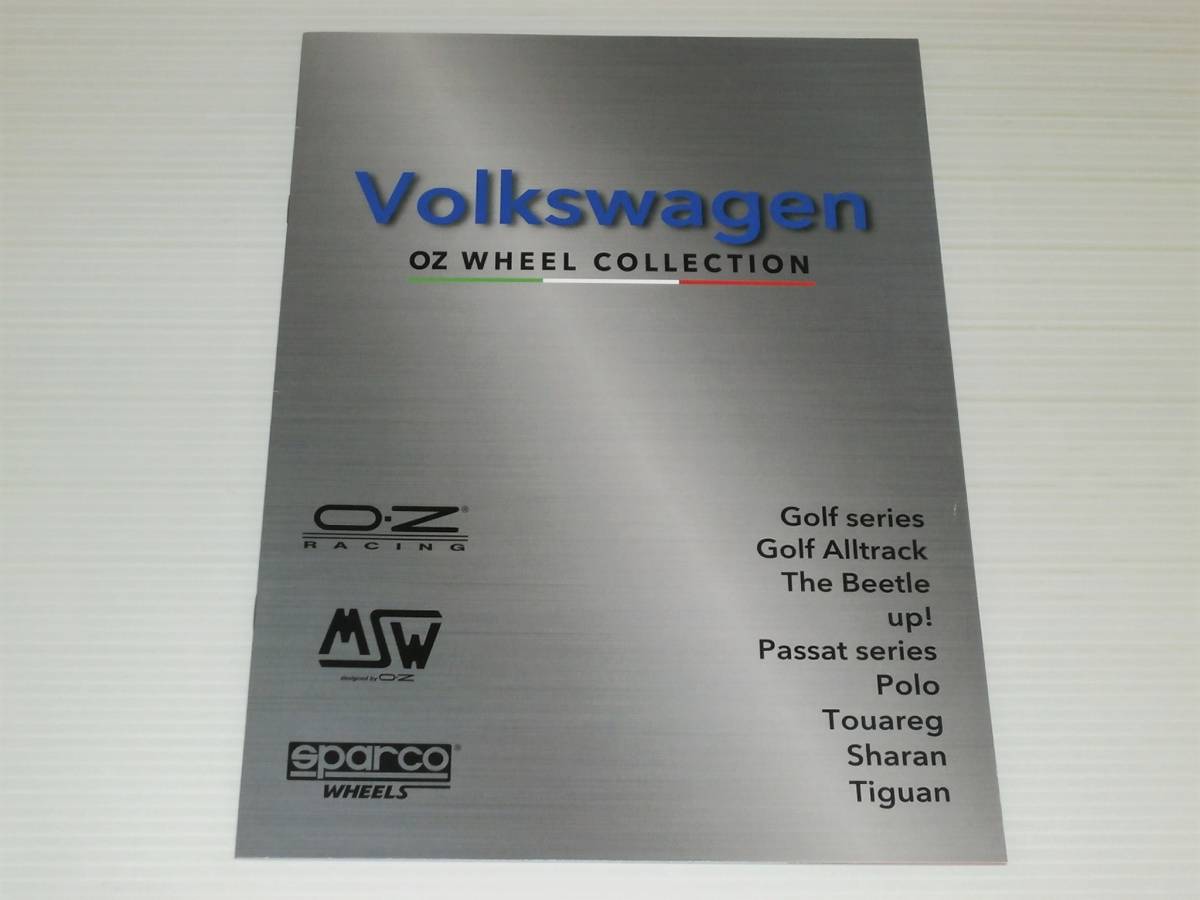 Volkswagen
OZ WHEEL COLLECTION
O·Z®
RACING
MSW
designed by O·Z
sparco®
WHEELS
Golf series
Golf Alltrack
The Beetle
up!
Passat series
Polo
Touareg
Sharan
Tiguan